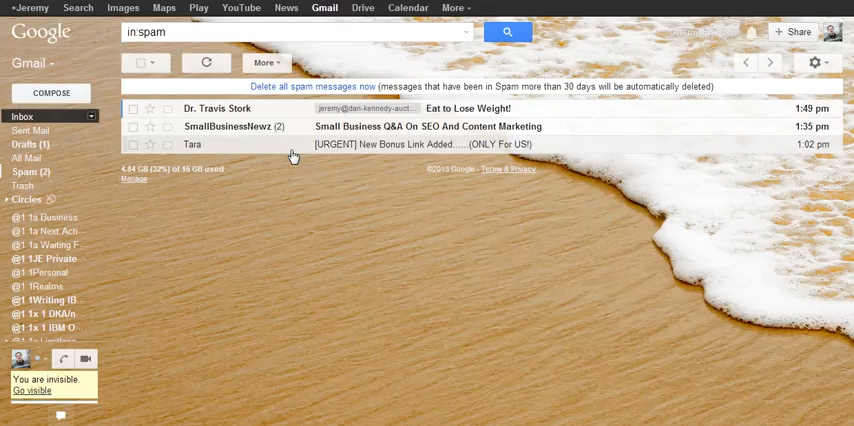 +Jeremy Search Images Maps Play YouTube News Gmail Drive Calendar More
Google in:spam + Share
Gmail More
COMPOSE
Delete all spam messages now (messages that have been in Spam more than 30 days will be automatically deleted)
Inbox
Dr. Travis Stork jeremy@dan-kennedy-auct... Eat to Lose Weight! 1:49 pm
SmallBusinessNewz (2) Small Business Q&A On SEO And Content Marketing 1:35 pm
Tara [URGENT] New Bonus Link Added......(ONLY For US!) 1:02 pm
Sent Mail
Drafts (1)
All Mail
Spam (2)
Trash
Circles
4.84 GB (32%) of 15 GB used
Manage
©2013 Google - Terms & Privacy
Details
@1 1a Business
@1 1a Next Acti...
@1 1a Waiting F...
@1 1JE Private
@1 1Personal
@1 1Realms
@1 1Writing IB...
@1 1x 1 DKA/n
@1 1x 1 IBM O...
You are invisible.
Go visible